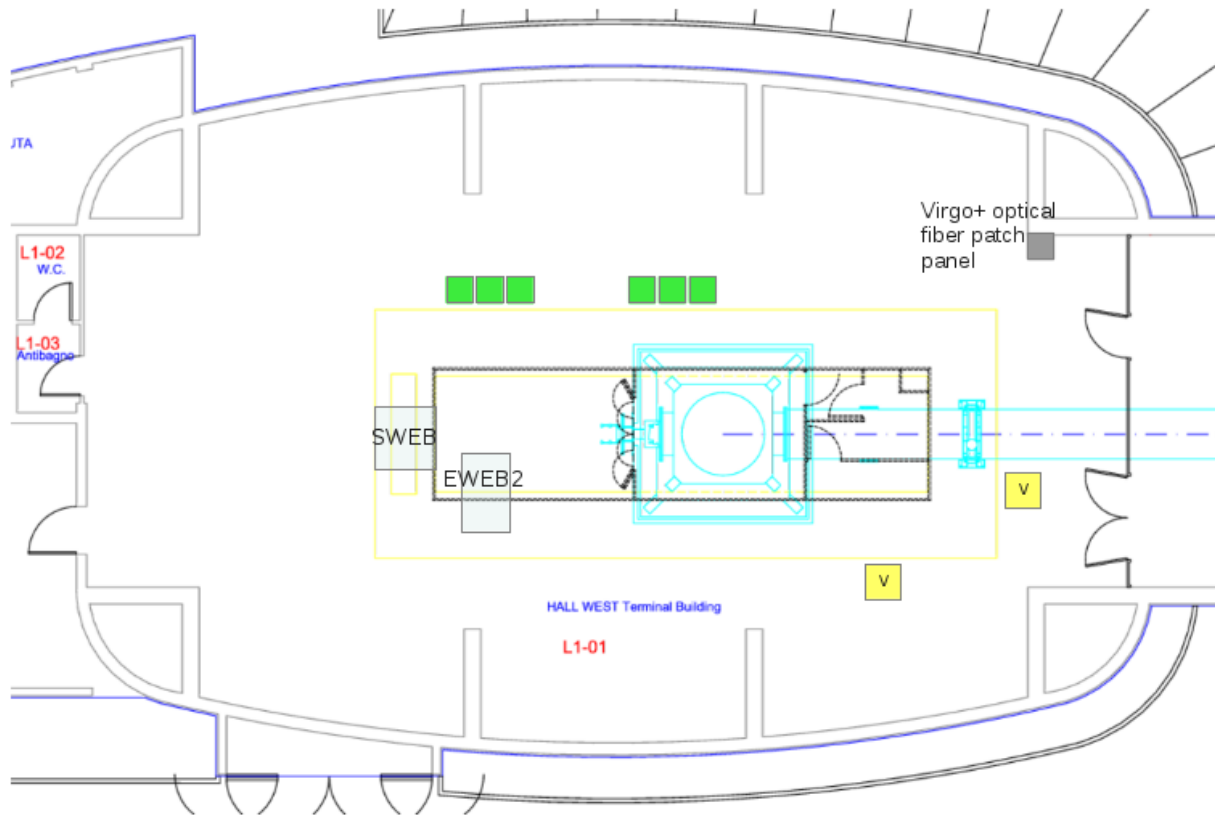 JTA
Virgo+ optical
fiber patch
panel
L1-02
W.C.
L1-03
Antibagno
SWEB
EWEB2
V
V
HALL WEST Terminal Building
L1-01